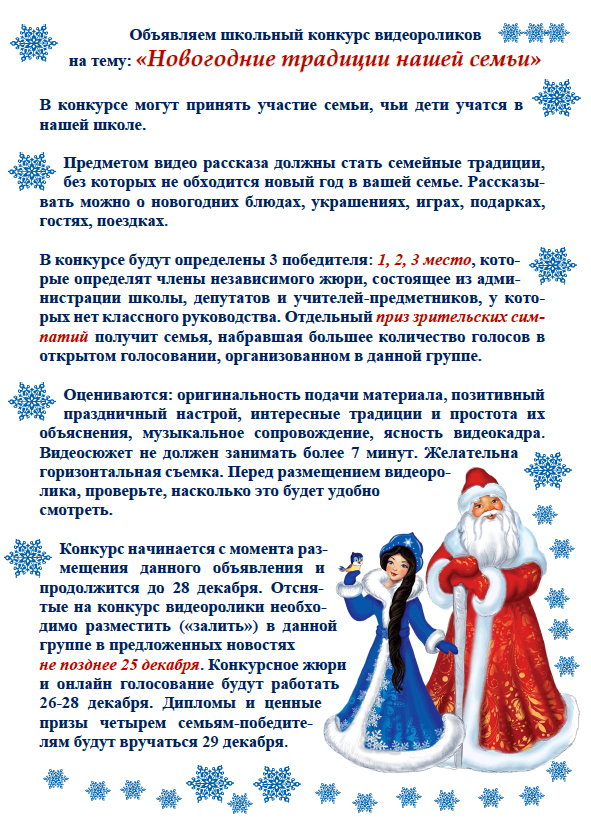 Объявляем школьный конкурс видеороликов
на тему: «Новогодние традиции нашей семьи»
В конкурсе могут принять участие семьи, чьи дети учатся в
нашей школе.
Предметом видео рассказа должны стать семейные традиции,
без которых не обходится новый год в вашей семье. Рассказы-
вать можно о новогодних блюдах, украшениях, играх, подарках,
гостях, поездках.
В конкурсе будут определены 3 победителя: 1, 2, 3 место, кото-
рые определят члены независимого жюри, состоящее из адми-
нистрации школы, депутатов и учителей-предметников, у кото-
рых нет классного руководства. Отдельный приз зрительских сим-
патий получит семья, набравшая большее количество голосов в
открытом голосовании, организованном в данной группе.
Оцениваются: оригинальность подачи материала, позитивный
праздничный настрой, интересные традиции и простота их
объяснения, музыкальное сопровождение, ясность видеокадра.
Видеосюжет не должен занимать более 7 минут. Желательна
горизонтальная съемка. Перед размещением видеоро-
лика, проверьте, насколько это будет удобно
смотреть.
Конкурс начинается с момента раз-
мещения данного объявления и
продолжится до 28 декабря. Отсня-
тые на конкурс видеоролики необхо-
димо разместить («залить») в данной
группе в предложенных новостях
не позднее 25 декабря. Конкурсное жюри
и онлайн голосование будут работать
26-28 декабря. Дипломы и ценные
призы четырем семьям-победите-
лям будут вручаться 29 декабря.